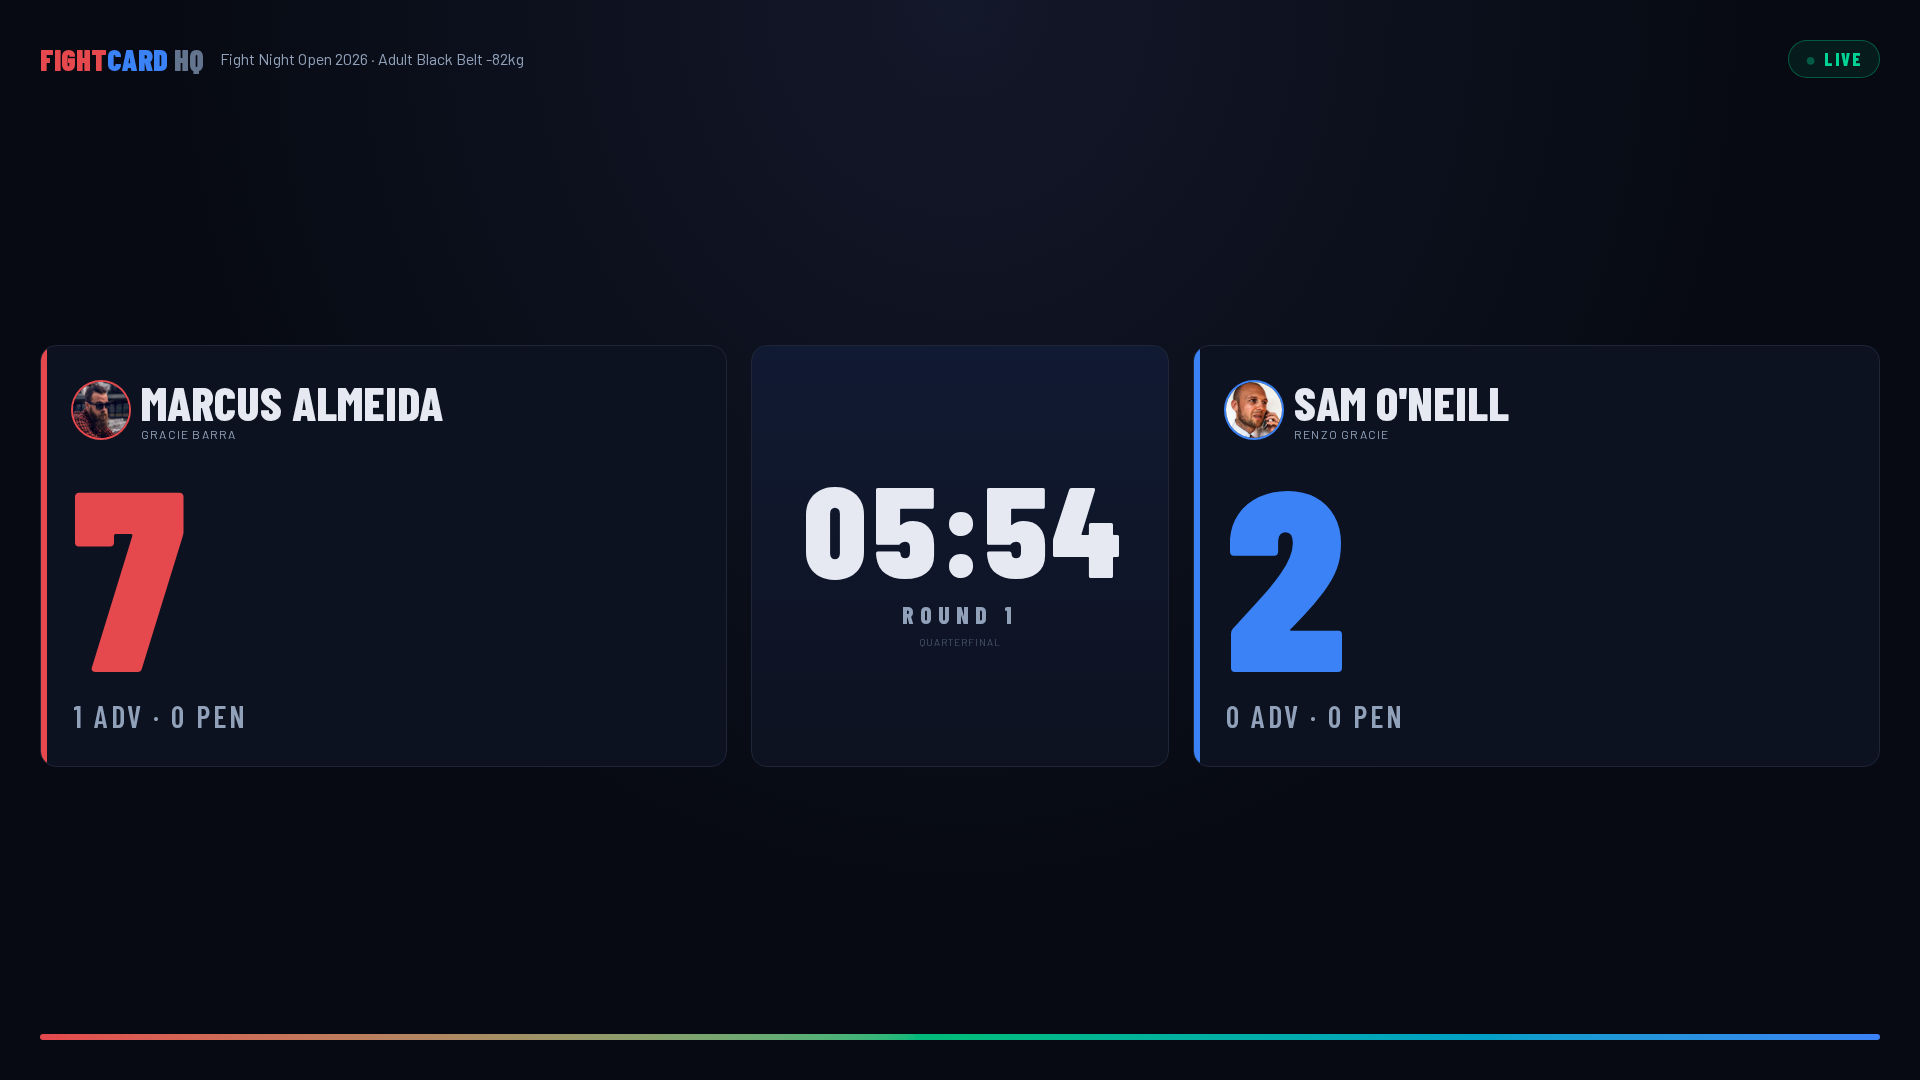 FIGHTCARD HQ Fight Night Open 2026 · Adult Black Belt -82kg
LIVE
MARCUS ALMEIDA
GRACIE BARRA
7
1 ADV · 0 PEN
05:54
ROUND 1
QUARTERFINAL
SAM O'NEILL
RENZO GRACIE
2
0 ADV · 0 PEN